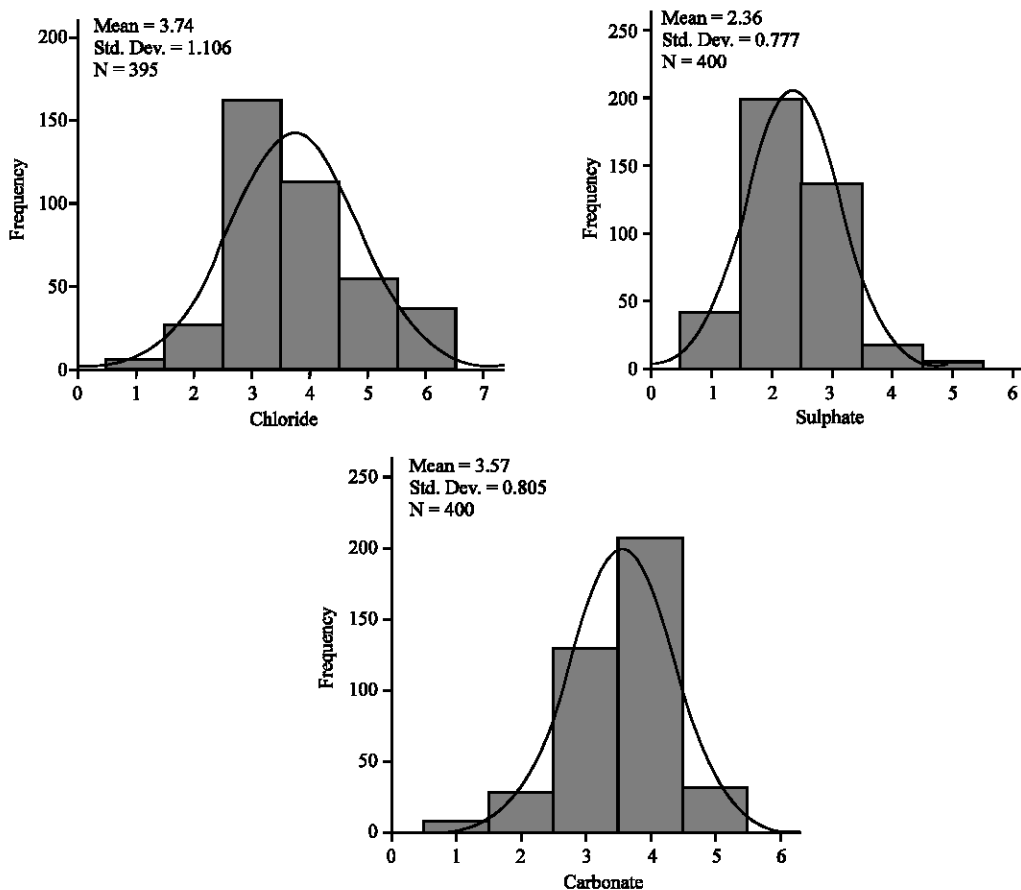 Mean = 3.74
Std. Dev. = 1.106
N = 395
200
150
100
50
0
Frequency
0 1 2 3 4 5 6 7
Chloride
Mean = 2.36
Std. Dev. = 0.777
N = 400
250
200
150
100
50
0
Frequency
0 1 2 3 4 5 6
Sulphate
Mean = 3.57
Std. Dev. = 0.805
N = 400
250
200
150
100
50
0
Frequency
0 1 2 3 4 5 6
Carbonate